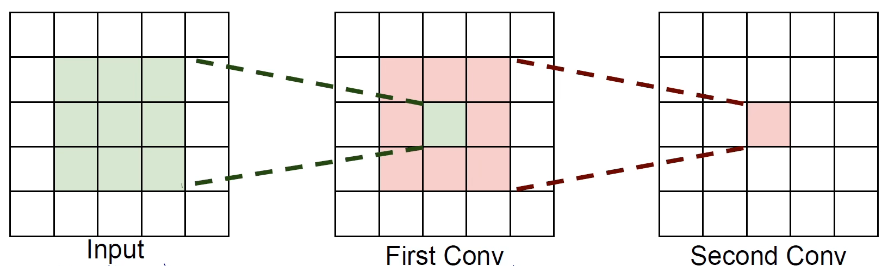 Input
First Conv
Second Conv